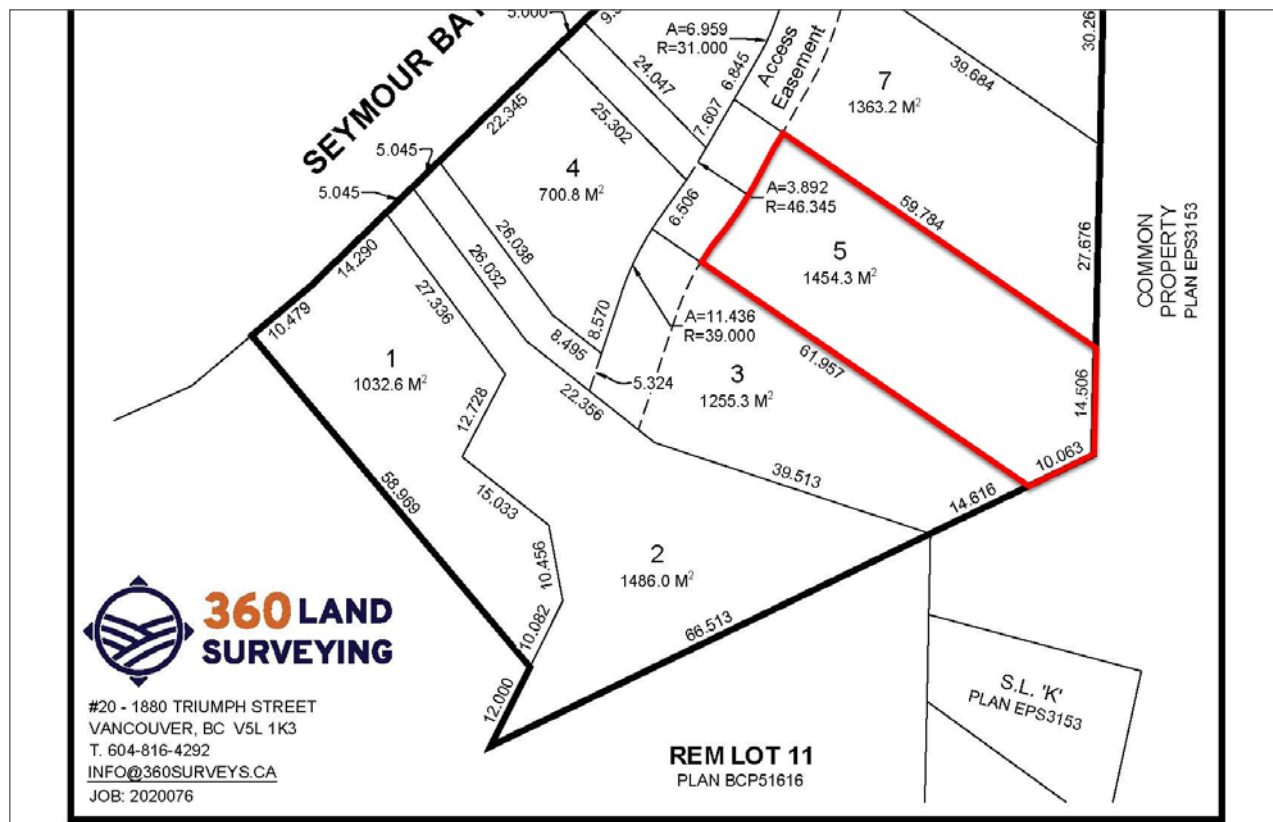 SEYMOUR BAY
5.000
A=6.959
R=31.000
Access
Easement
30.26
39.684
7
1363.2 M²
24.047
6.845
7.607
22.345
25.302
5.045
5.045
4
700.8 M²
A=3.892
R=46.345
6.506
59.784
27.676
COMMON
PROPERTY
PLAN EPS3153
5
1454.3 M²
26.038
26.032
14.290
10.479
27.336
8.570
A=11.436
R=39.000
8.495
1
1032.6 M²
5.324
3
1255.3 M²
61.957
14.506
22.356
12.728
10.063
39.513
14.616
58.969
15.033
10.456
2
1486.0 M²
10.082
66.513
12.000
S.L. 'K'
PLAN EPS3153
360 LAND
SURVEYING
#20 - 1880 TRIUMPH STREET
VANCOUVER, BC V5L 1K3
T. 604-816-4292
INFO@360SURVEYS.CA
JOB: 2020076
REM LOT 11
PLAN BCP51616